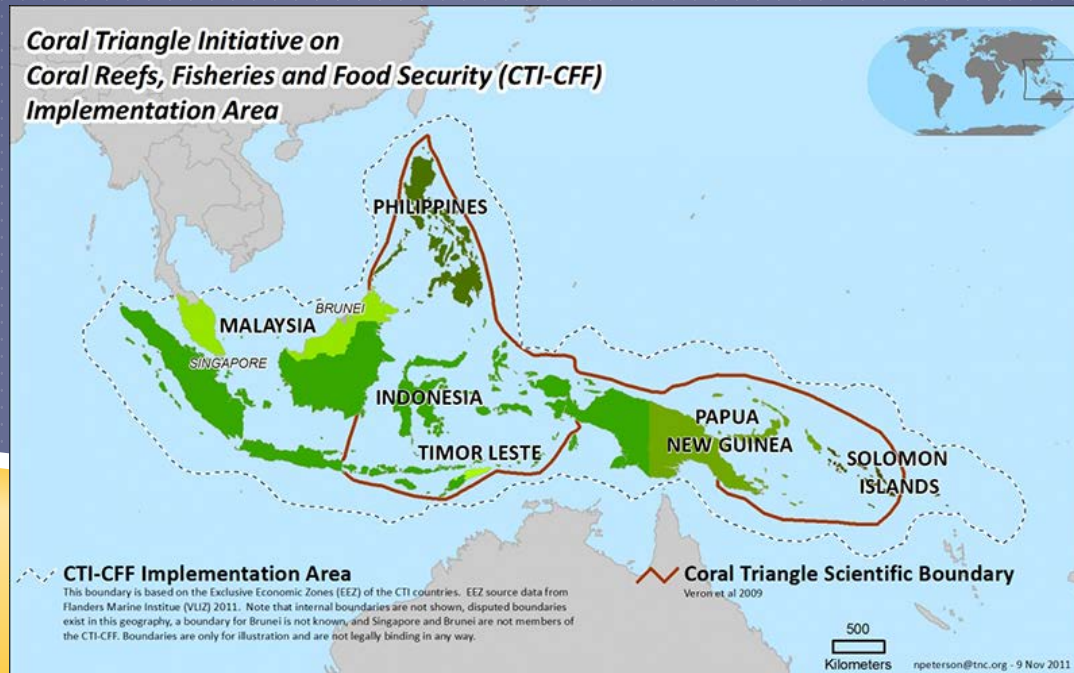 Coral Triangle Initiative on
Coral Reefs, Fisheries and Food Security (CTI-CFF)
Implementation Area
PHILIPPINES
BRUNEI
MALAYSIA
SINGAPORE
INDONESIA
PAPUA
NEW GUINEA
TIMOR LESTE
SOLOMON
ISLANDS
CTI-CFF Implementation Area
This boundary is based on the Exclusive Economic Zones (EEZ) of the CTI countries. EEZ source data from
Flanders Marine Institue (VLIZ) 2011. Note that internal boundaries are not shown, disputed boundaries
exist in this geography, a boundary for Brunei is not known, and Singapore and Brunei are not members of
the CTI-CFF. Boundaries are only for illustration and are not legally binding in any way.
Coral Triangle Scientific Boundary
Veron et al 2009
500
Kilometers
npeterson@tnc.org - 9 Nov 2011